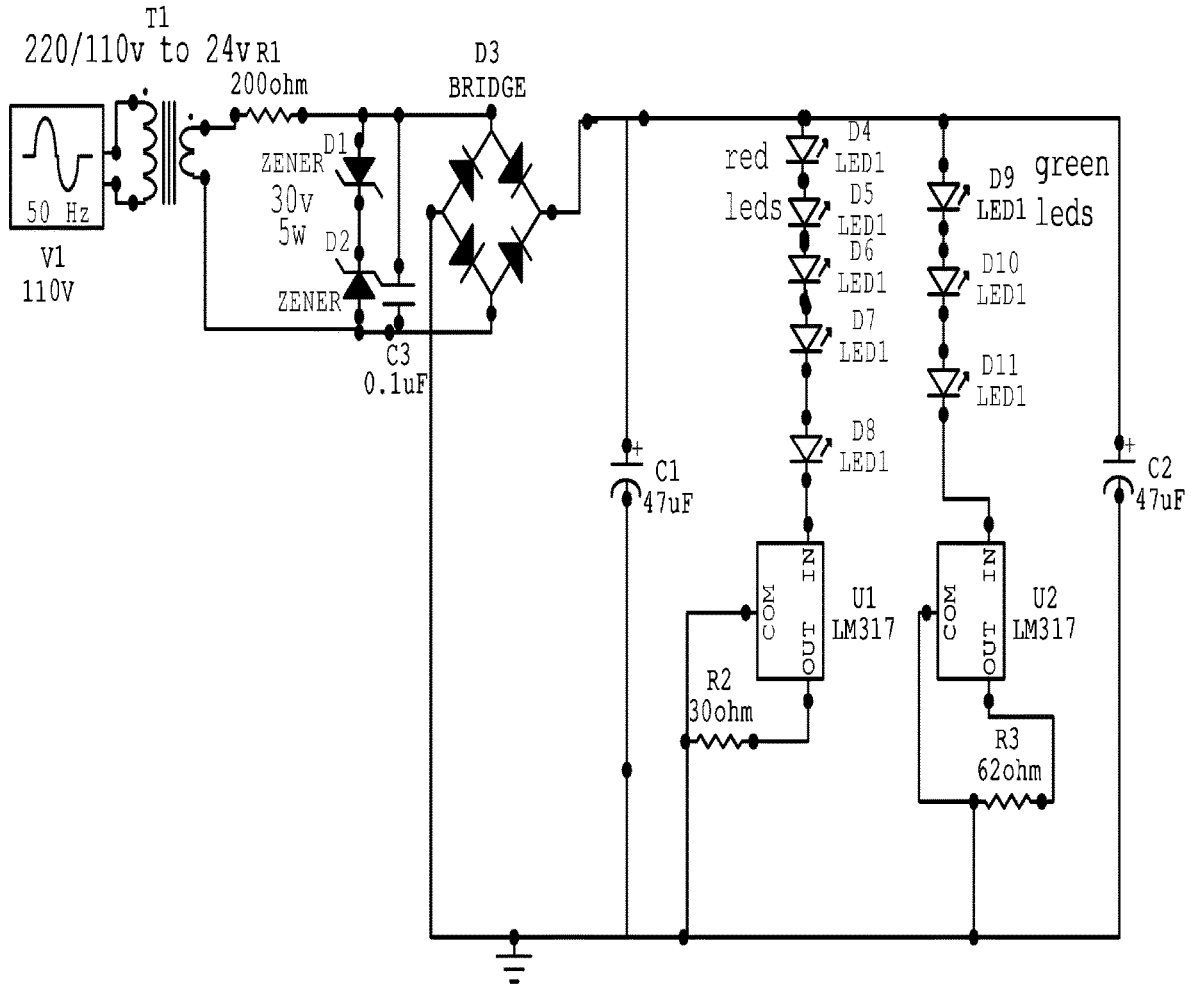 T1
220/110v to 24v
R1
200ohm
D3
BRIDGE
50 Hz
V1
110V
D1
ZENER
30v
5w
D2
ZENER
C3
0.1uF
red
leds
D4
LED1
D5
LED1
D6
LED1
D7
LED1
D8
LED1
green
leds
D9
LED1
D10
LED1
D11
LED1
+
C1
47uF
+
C2
47uF
IN
COM
OUT
U1
LM317
IN
COM
OUT
U2
LM317
R2
30ohm
R3
62ohm